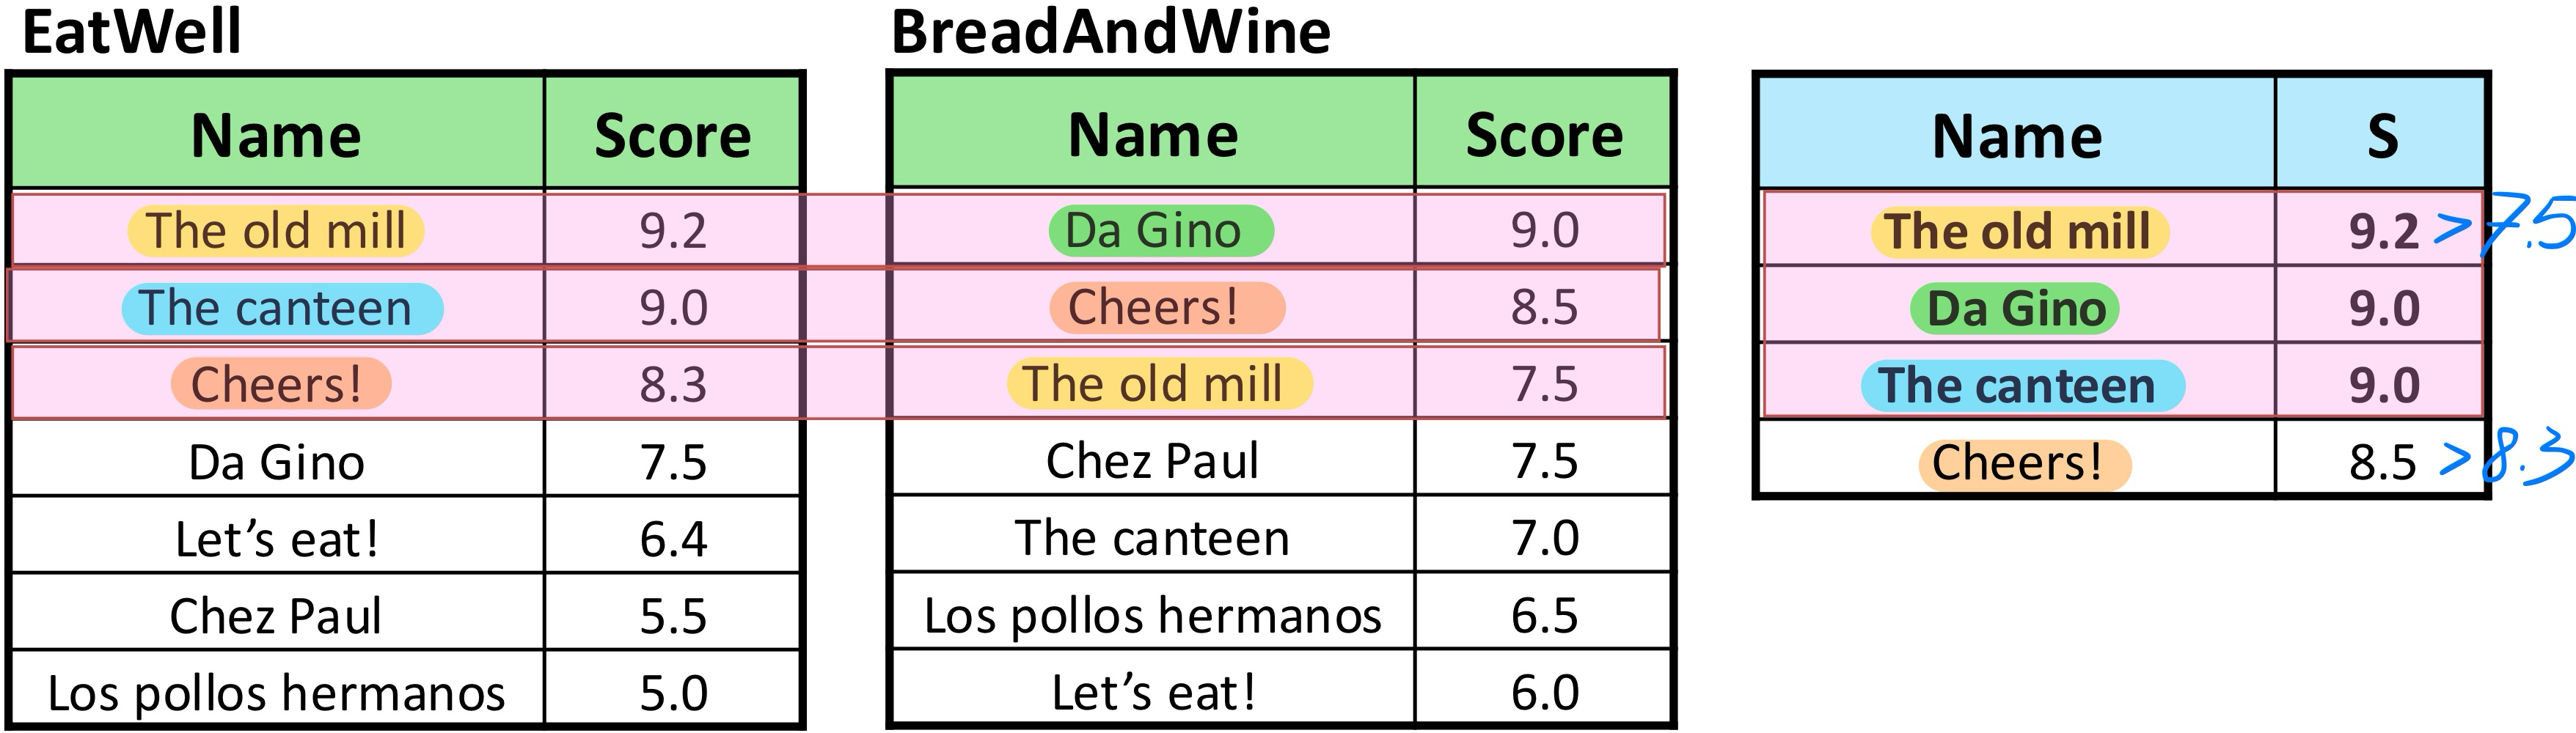 EatWell BreadAndWine
Name Score Name Score Name S
The old mill 9.2 Da Gino 9.0 The old mill 9.2 >7.5
The canteen 9.0 Cheers! 8.5 Da Gino 9.0
Cheers! 8.3 The old mill 7.5 The canteen 9.0
Da Gino 7.5 Chez Paul 7.5 Cheers! 8.5 >8.3
Let’s eat! 6.4 The canteen 7.0
Chez Paul 5.5 Los pollos hermanos 6.5
Los pollos hermanos 5.0 Let’s eat! 6.0